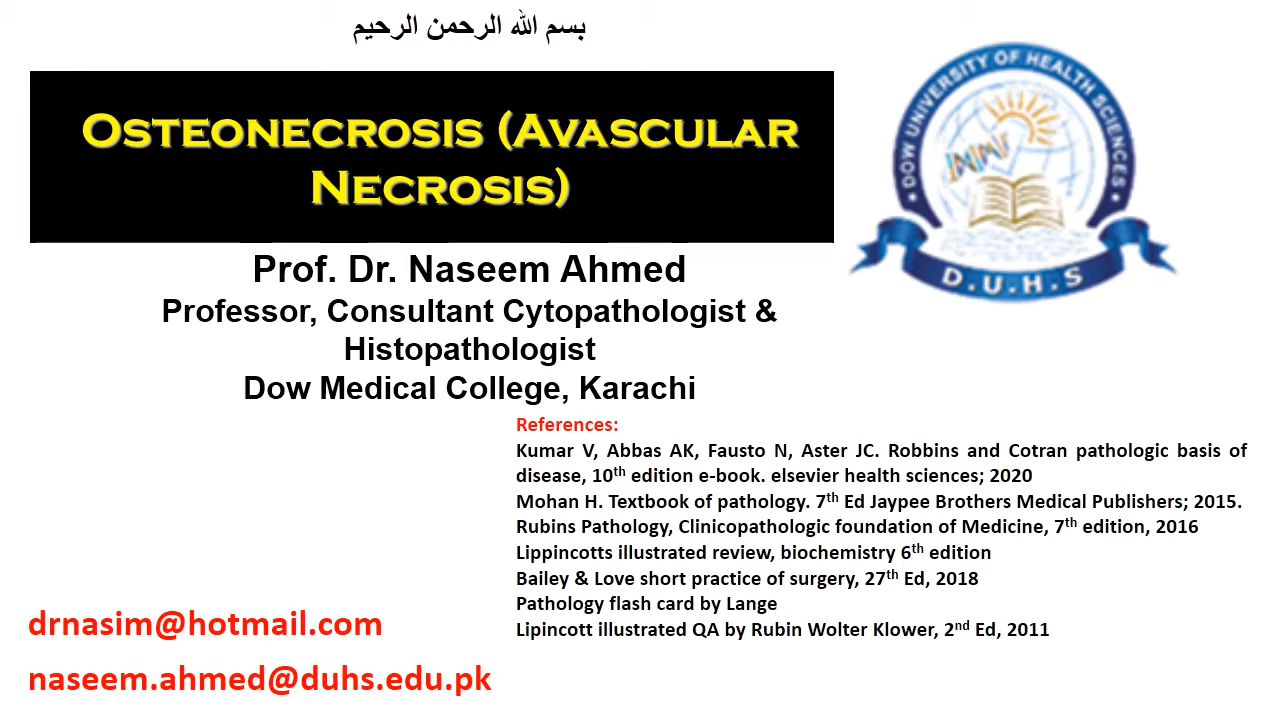 بسم الله الرحمن الرحيم
OSTEONECROSIS (AVASCULAR
NECROSIS)
DOW UNIVERSITY OF HEALTH SCIENCES
D.U.H.S
Prof. Dr. Naseem Ahmed
Professor, Consultant Cytopathologist &
Histopathologist
Dow Medical College, Karachi
References:
Kumar V, Abbas AK, Fausto N, Aster JC. Robbins and Cotran pathologic basis of
disease, 10th edition e-book. elsevier health sciences; 2020
Mohan H. Textbook of pathology. 7th Ed Jaypee Brothers Medical Publishers; 2015.
Rubins Pathology, Clinicopathologic foundation of Medicine, 7th edition, 2016
Lippincotts illustrated review, biochemistry 6th edition
Bailey & Love short practice of surgery, 27th Ed, 2018
Pathology flash card by Lange
Lipincott illustrated QA by Rubin Wolter Klower, 2nd Ed, 2011
drnasim@hotmail.com
naseem.ahmed@duhs.edu.pk